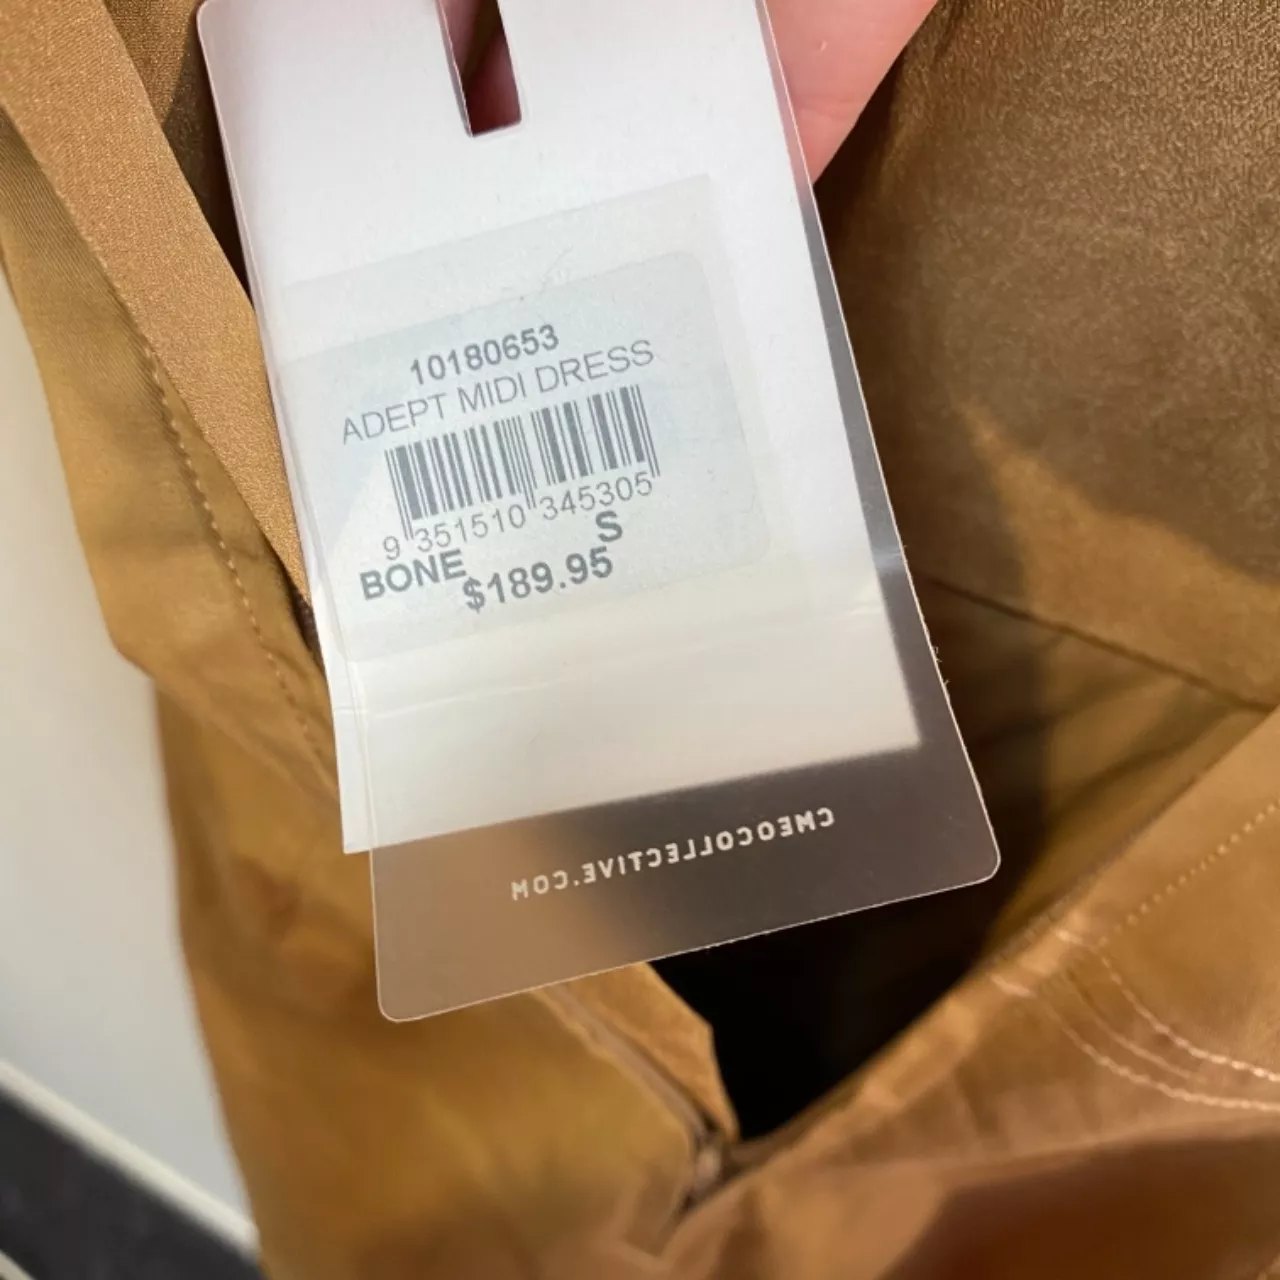 10180653
ADEPT MIDI DRESS
9 351510 345305
S
BONE
$189.95
CMEOCOLLECTIVE.COM